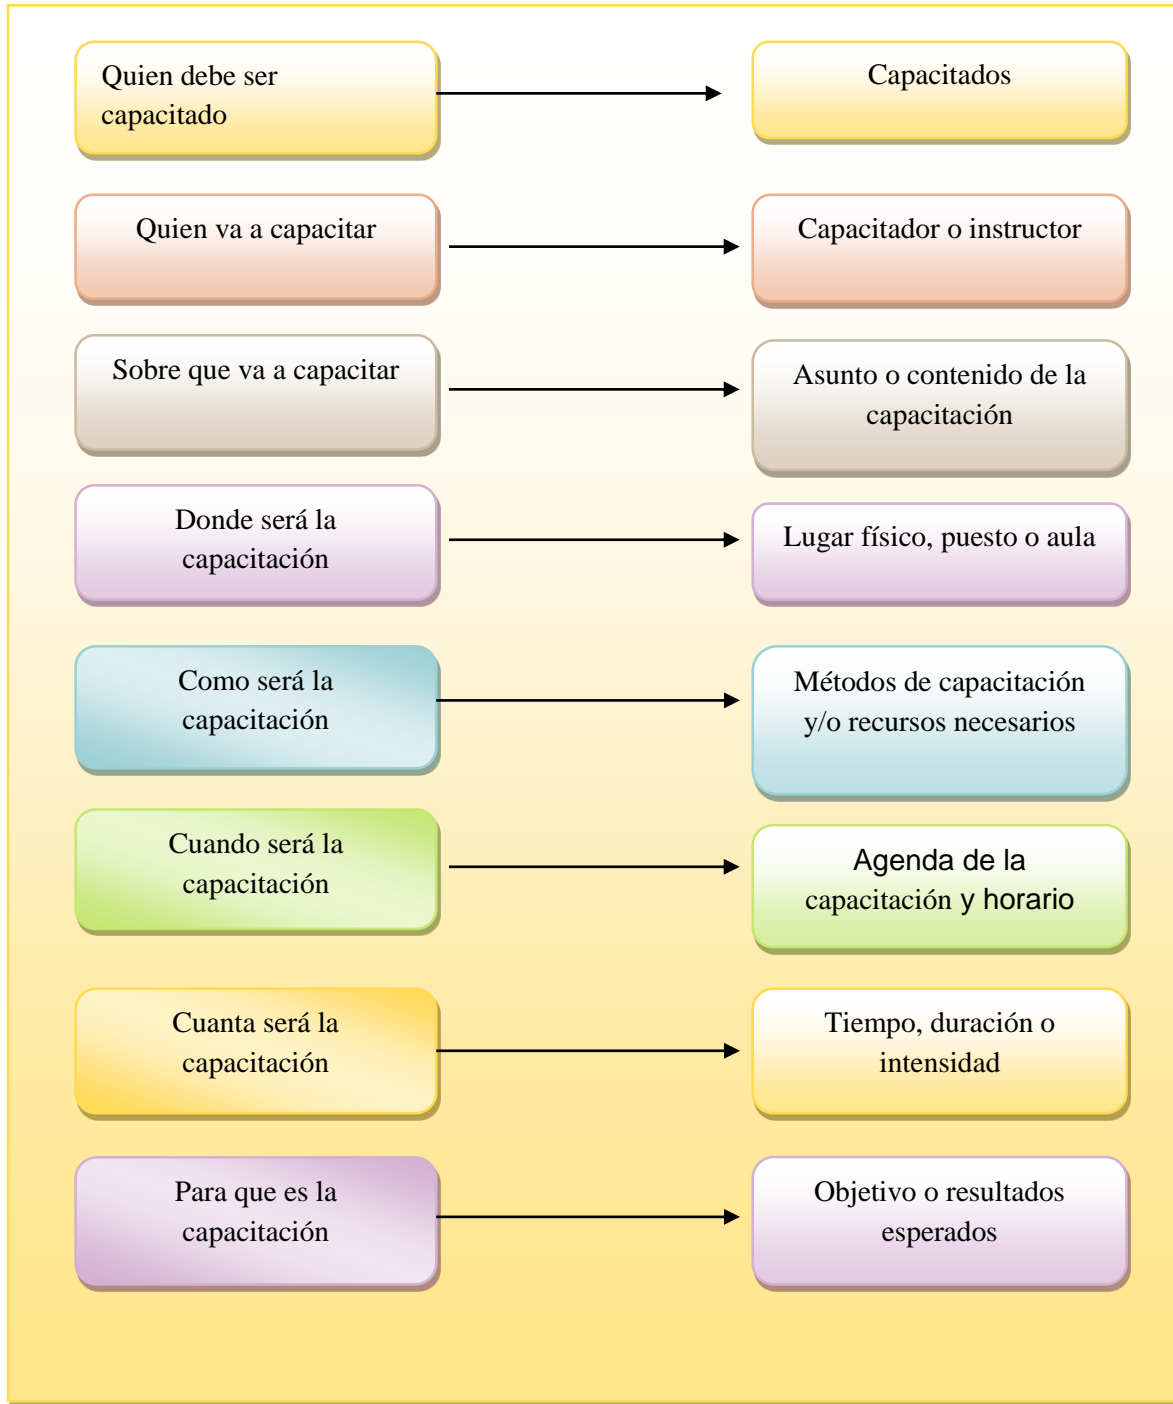 Quien debe ser
capacitado
Capacitados
Quien va a capacitar
Capacitador o instructor
Sobre que va a capacitar
Asunto o contenido de la
capacitación
Donde será la
capacitación
Lugar físico, puesto o aula
Como será la
capacitación
Métodos de capacitación
y/o recursos necesarios
Cuando será la
capacitación
Agenda de la
capacitación y horario
Cuanta será la
capacitación
Tiempo, duración o
intensidad
Para que es la
capacitación
Objetivo o resultados
esperados